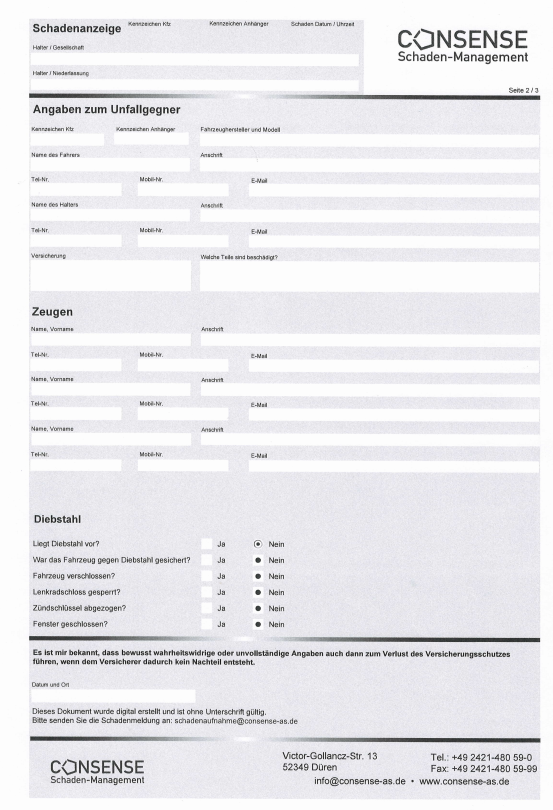 Schadenanzeige Kennzeichen Kfz Kennzeichen Anhänger Schaden Datum / Uhrzeit
Halter / Gesellschaft
Halter / Niederlassung
CONSENSE
Schaden-Management
Seite 2 / 3
Angaben zum Unfallgegner
Kennzeichen Kfz Kennzeichen Anhänger Fahrzeughersteller und Modell
Name des Fahrers Anschrift
Tel-Nr. Mobil-Nr. E-Mail
Name des Halters Anschrift
Tel-Nr. Mobil-Nr. E-Mail
Versicherung Welche Teile sind beschädigt?
Zeugen
Name, Vorname Anschrift
Tel-Nr. Mobil-Nr. E-Mail
Name, Vorname Anschrift
Tel-Nr. Mobil-Nr. E-Mail
Name, Vorname Anschrift
Tel-Nr. Mobil-Nr. E-Mail
Diebstahl
Liegt Diebstahl vor? Ja Nein
War das Fahrzeug gegen Diebstahl gesichert? Ja Nein
Fahrzeug verschlossen? Ja Nein
Lenkradschloss gesperrt? Ja Nein
Zündschlüssel abgezogen? Ja Nein
Fenster geschlossen? Ja Nein
Es ist mir bekannt, dass bewusst wahrheitswidrige oder unvollständige Angaben auch dann zum Verlust des Versicherungsschutzes
führen, wenn dem Versicherer dadurch kein Nachteil entsteht.
Datum und Ort
Dieses Dokument wurde digital erstellt und ist ohne Unterschrift gültig.
Bitte senden Sie die Schadenmeldung an: schadenaufnahme@consense-as.de
CONSENSE
Schaden-Management
Victor-Gollancz-Str. 13 Tel.: +49 2421-480 59-0
52349 Düren Fax: +49 2421-480 59-99
info@consense-as.de • www.consense-as.de